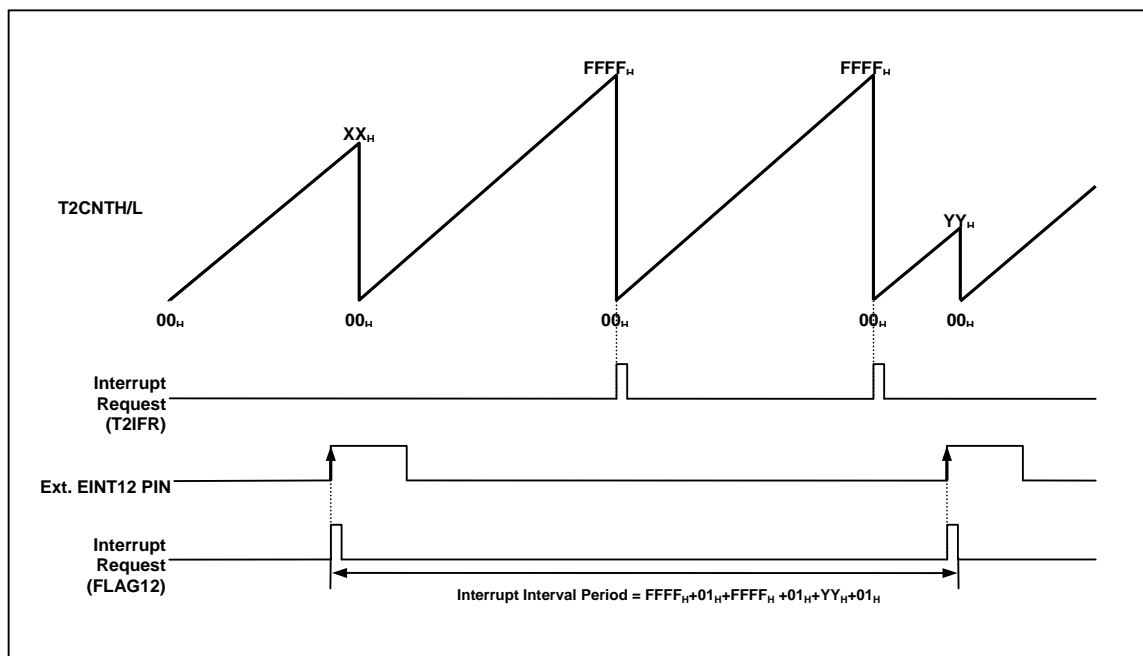 FFFFH FFFFH
XXH
T2CNTH/L
YYH
00H 00H 00H 00H 00H
Interrupt
Request
(T2IFR)
Ext. EINT12 PIN
Interrupt
Request
(FLAG12)
Interrupt Interval Period = FFFFH+01H+FFFFH +01H+YYH+01H